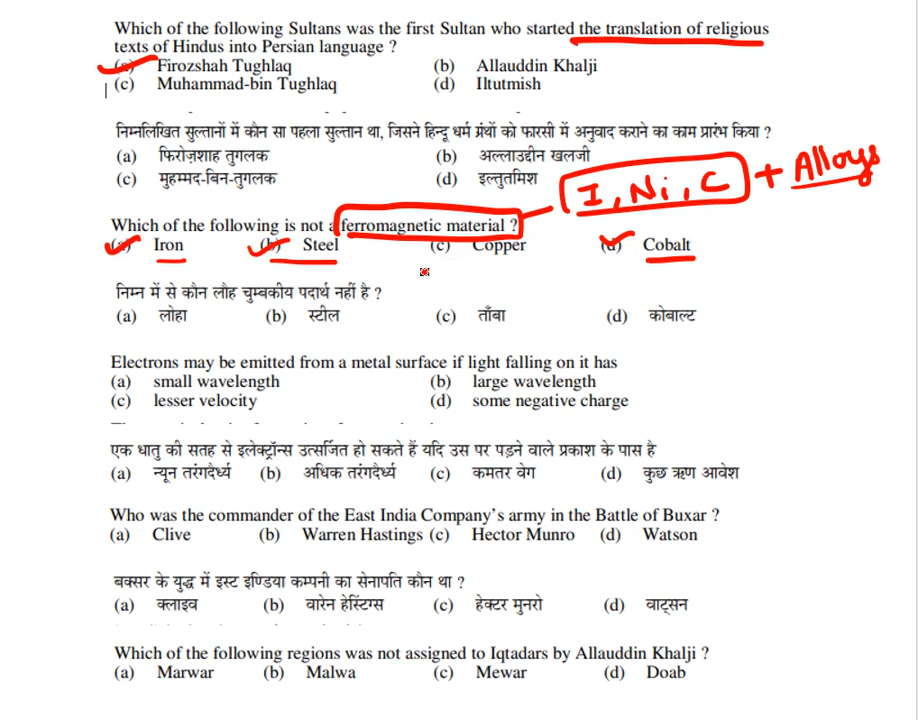 Which of the following Sultans was the first Sultan who started the translation of religious
texts of Hindus into Persian language ?
(a) Firozshah Tughlaq (b) Allauddin Khalji
(c) Muhammad-bin Tughlaq (d) Iltutmish
निम्नलिखित सुल्तानों में कौन सा पहला सुल्तान था, जिसने हिन्दू धर्म ग्रंथों को फारसी में अनुवाद कराने का काम प्रारंभ किया ?
(a) फिरोज़शाह तुगलक (b) अल्लाउद्दीन खलजी
(c) मुहम्मद-बिन-तुगलक (d) इल्तुतमिश
I, Ni, C + Alloys
Which of the following is not a ferromagnetic material ?
(a) Iron (b) Steel (c) Copper (d) Cobalt
निम्न में से कौन लौह चुम्बकीय पदार्थ नहीं है ?
(a) लोहा (b) स्टील (c) ताँबा (d) कोबाल्ट
Electrons may be emitted from a metal surface if light falling on it has
(a) small wavelength (b) large wavelength
(c) lesser velocity (d) some negative charge
एक धातु की सतह से इलेक्ट्रॉन्स उत्सर्जित हो सकते हैं यदि उस पर पड़ने वाले प्रकाश के पास है
(a) न्यून तरंगदैर्ध्य (b) अधिक तरंगदैर्ध्य (c) कमतर वेग (d) कुछ ऋण आवेश
Who was the commander of the East India Company's army in the Battle of Buxar ?
(a) Clive (b) Warren Hastings (c) Hector Munro (d) Watson
बक्सर के युद्ध में इस्ट इण्डिया कम्पनी का सेनापति कौन था ?
(a) क्लाइव (b) वारेन हेस्टिंग्स (c) हेक्टर मुनरो (d) वाट्सन
Which of the following regions was not assigned to Iqtadars by Allauddin Khalji ?
(a) Marwar (b) Malwa (c) Mewar (d) Doab